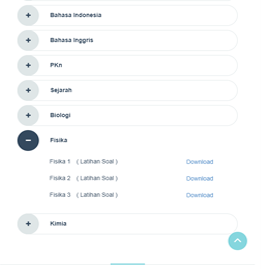 Bahasa Indonesia
Bahasa Inggris
PKn
Sejarah
Biologi
Fisika
Fisika 1 ( Latihan Soal ) Download
Fisika 2 ( Latihan Soal ) Download
Fisika 3 ( Latihan Soal ) Download
Kimia